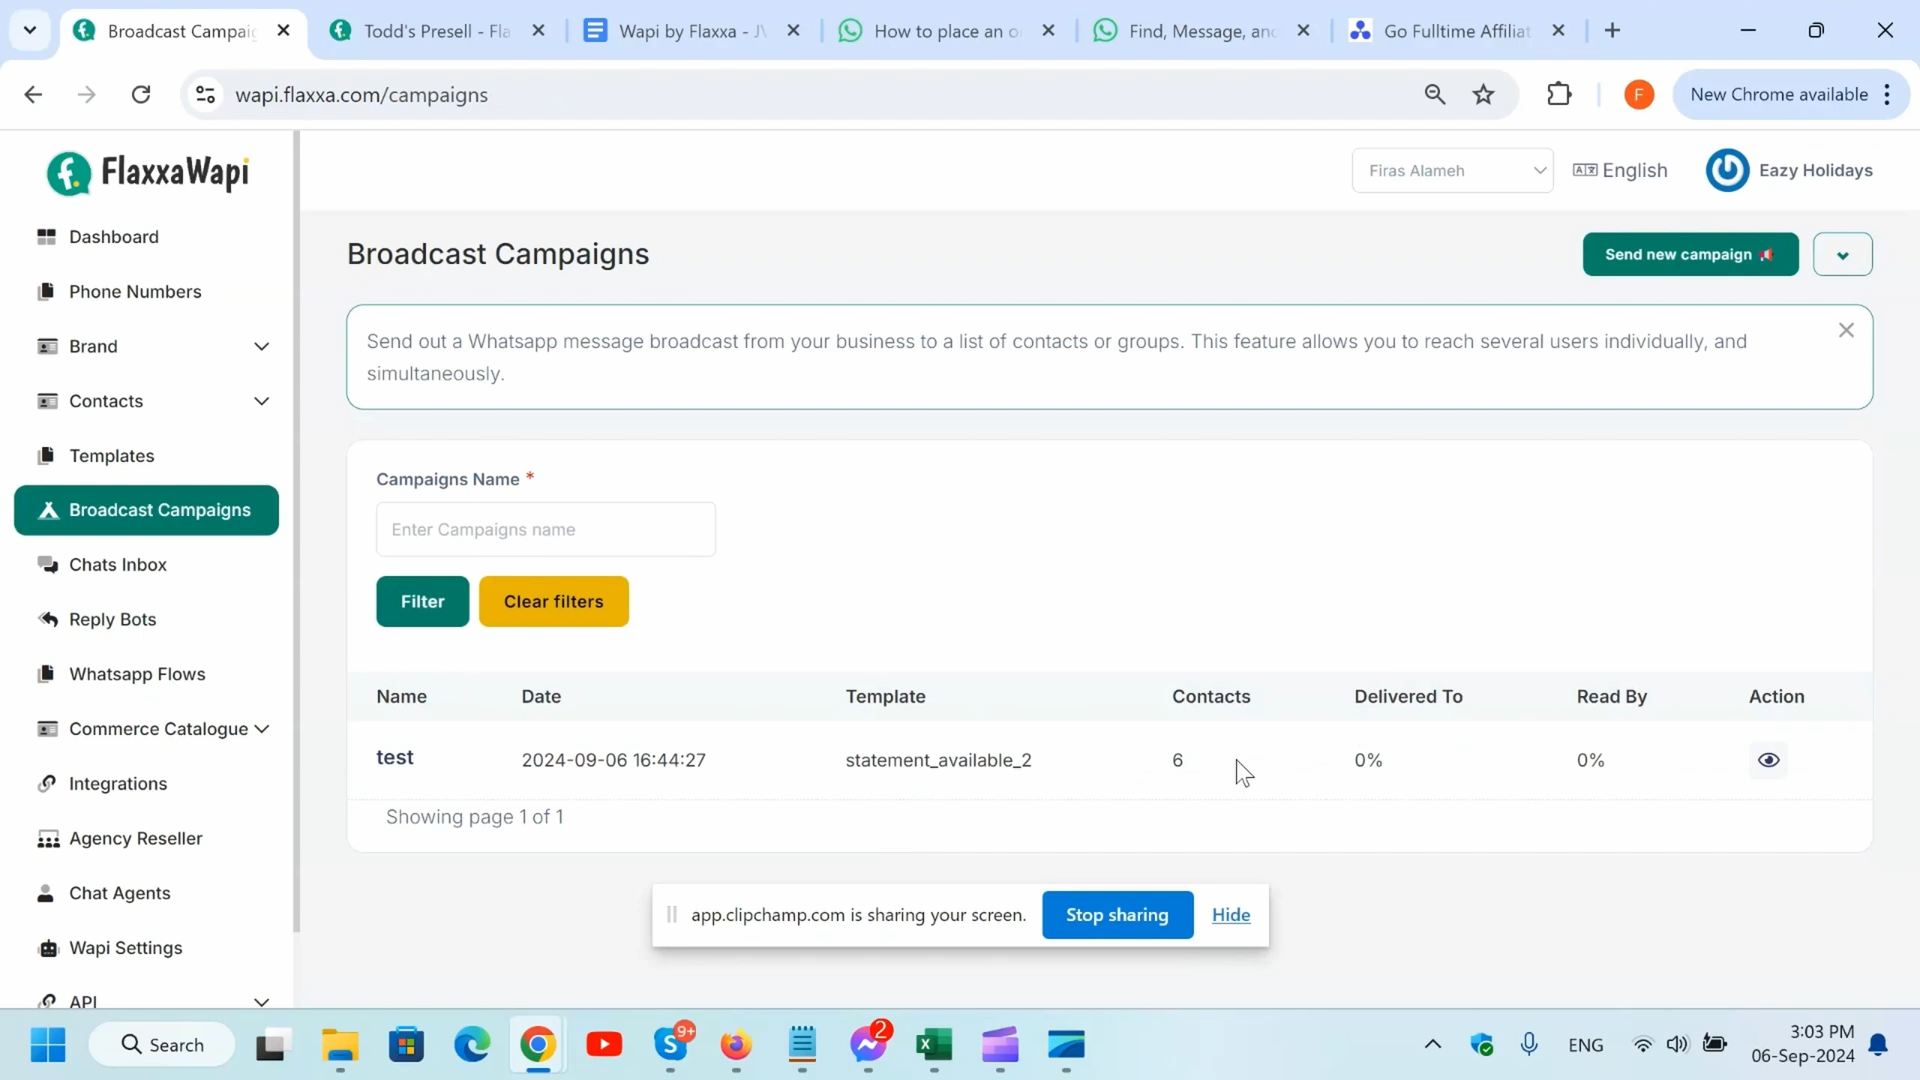 Broadcast Campaig
Todd's Presell - Fla
Wapi by Flaxxa - JV
How to place an o
Find, Message, and
Go Fulltime Affiliat
wapi.flaxxa.com/campaigns
F
New Chrome available
FlaxxaWapi
Firas Alameh
English
Eazy Holidays
Dashboard
Phone Numbers
Brand
Contacts
Templates
Broadcast Campaigns
Chats Inbox
Reply Bots
Whatsapp Flows
Commerce Catalogue
Integrations
Agency Reseller
Chat Agents
Wapi Settings
API
Broadcast Campaigns
Send new campaign
Send out a Whatsapp message broadcast from your business to a list of contacts or groups. This feature allows you to reach several users individually, and
simultaneously.
Campaigns Name *
Enter Campaigns name
Filter
Clear filters
Name Date Template Contacts Delivered To Read By Action
test 2024-09-06 16:44:27 statement_available_2 6 0% 0%
Showing page 1 of 1
app.clipchamp.com is sharing your screen.
Stop sharing
Hide
Search
9+
2
ENG
3:03 PM
06-Sep-2024